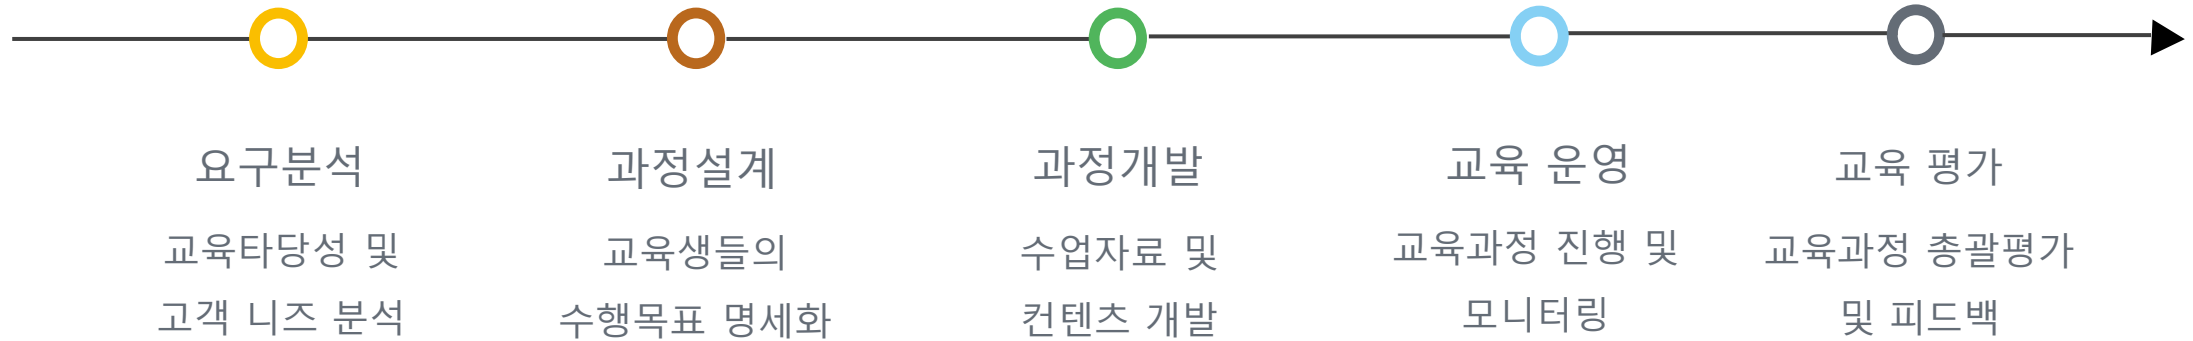 요구분석
교육타당성 및
고객 니즈 분석
과정설계
교육생들의
수행목표 명세화
과정개발
수업자료 및
컨텐츠 개발
교육 운영
교육과정 진행 및
모니터링
교육 평가
교육과정 총괄평가
및 피드백